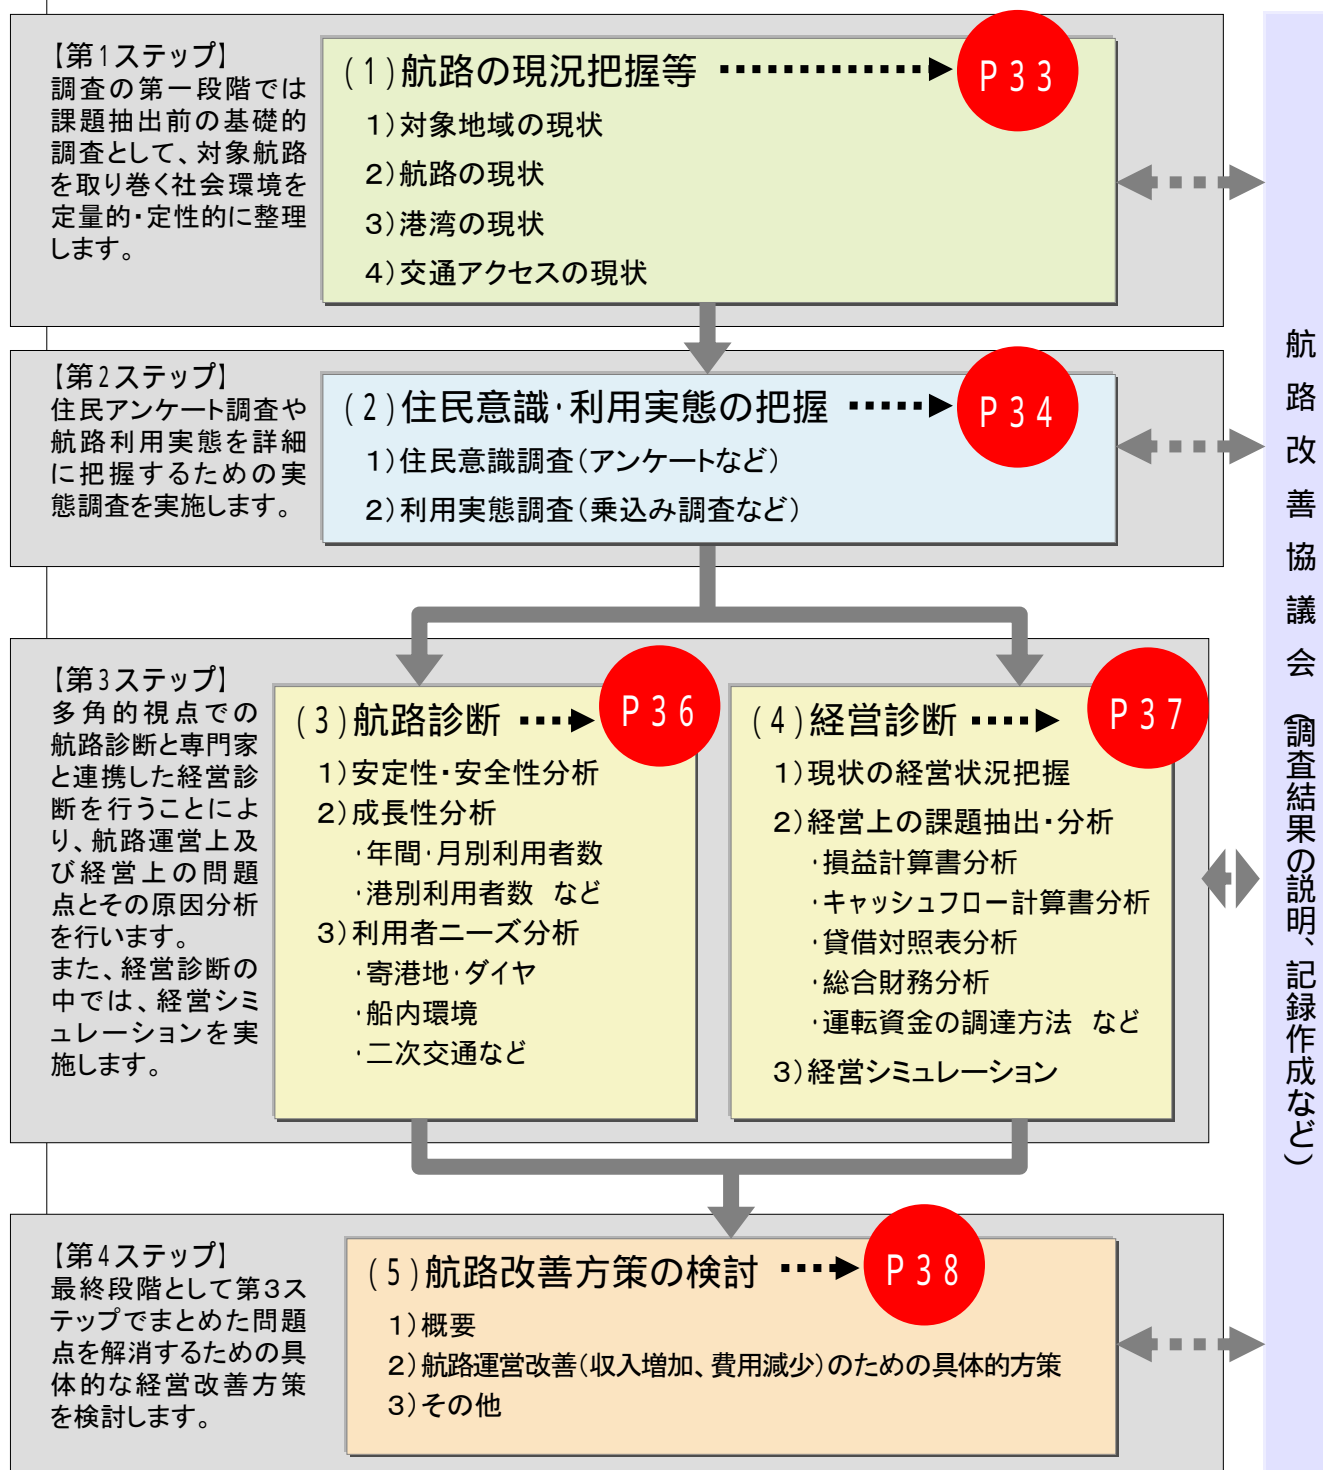 【第1ステップ】
調査の第一段階では
課題抽出前の基礎的
調査として、対象航路
を取り巻く社会環境を
定量的・定性的に整理
します。
(1)航路の現況把握等
P33
1)対象地域の現状
2)航路の現状
3)港湾の現状
4)交通アクセスの現状
【第2ステップ】
住民アンケート調査や
航路利用実態を詳細
に把握するための実
態調査を実施します。
(2)住民意識・利用実態の把握
P34
1)住民意識調査(アンケートなど)
2)利用実態調査(乗込み調査など)
【第3ステップ】
多角的視点での
航路診断と専門家
と連携した経営診
断を行うことによ
り、航路運営上及
び経営上の問題
点とその原因分析
を行います。
また、経営診断の
中では、経営シミ
ュレーションを実
施します。
(3)航路診断
P36
1)安定性・安全性分析
2)成長性分析
・年間・月別利用者数
・港別利用者数 など
3)利用者ニーズ分析
・寄港地・ダイヤ
・船内環境
・二次交通など
(4)経営診断
P37
1)現状の経営状況把握
2)経営上の課題抽出・分析
・損益計算書分析
・キャッシュフロー計算書分析
・貸借対照表分析
・総合財務分析
・運転資金の調達方法 など
3)経営シミュレーション
【第4ステップ】
最終段階として第3ス
テップでまとめた問題
点を解消するための具
体的な経営改善方策
を検討します。
(5)航路改善方策の検討
P38
1)概要
2)航路運営改善(収入増加、費用減少)のための具体的方策
3)その他
航路改善協議会(調査結果の説明、記録作成など)